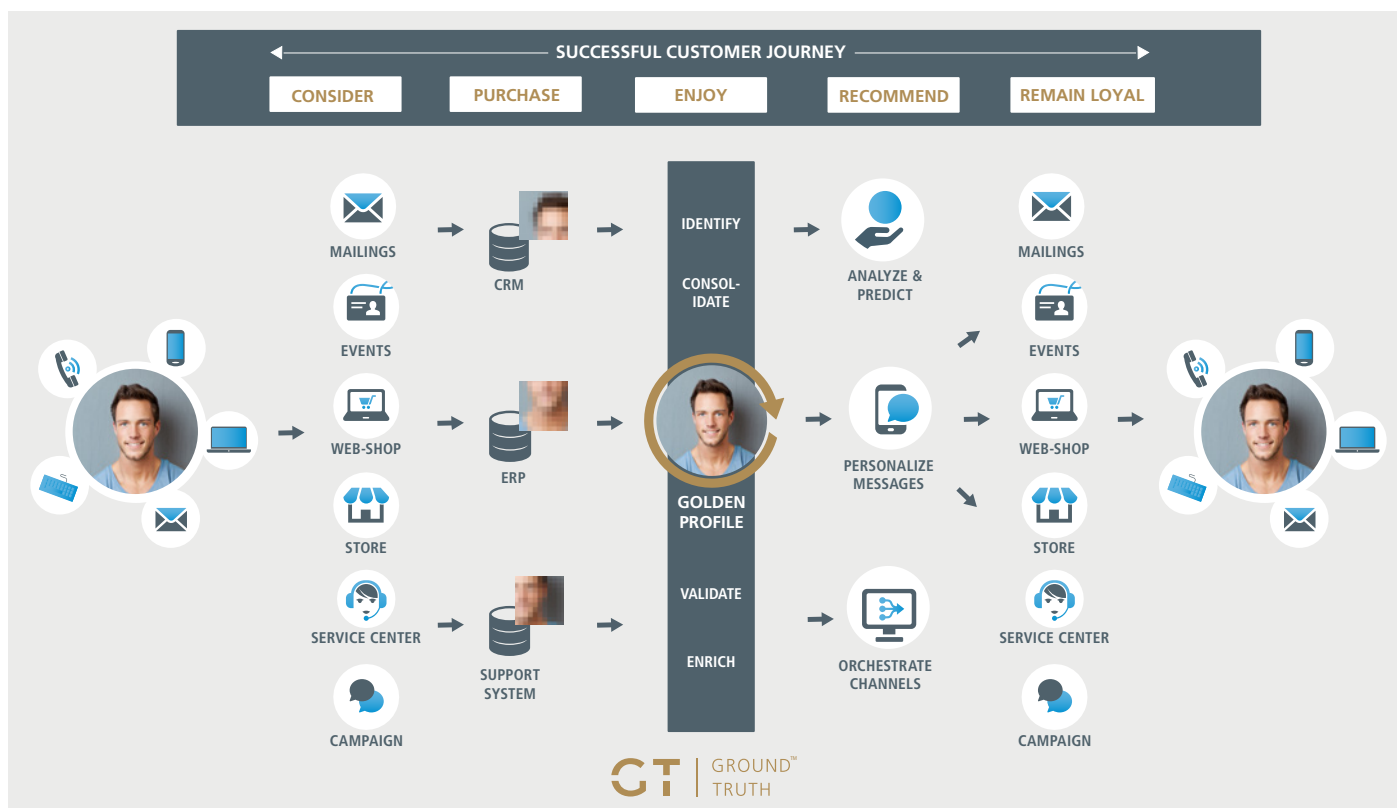 SUCCESSFUL CUSTOMER JOURNEY
CONSIDER
PURCHASE
ENJOY
RECOMMEND
REMAIN LOYAL
MAILINGS
EVENTS
WEB-SHOP
STORE
SERVICE CENTER
CAMPAIGN
CRM
ERP
SUPPORT
SYSTEM
IDENTIFY
CONSOL-
IDATE
GOLDEN
PROFILE
VALIDATE
ENRICH
ANALYZE &
PREDICT
PERSONALIZE
MESSAGES
ORCHESTRATE
CHANNELS
MAILINGS
EVENTS
WEB-SHOP
STORE
SERVICE CENTER
CAMPAIGN
GT
GROUND™
TRUTH